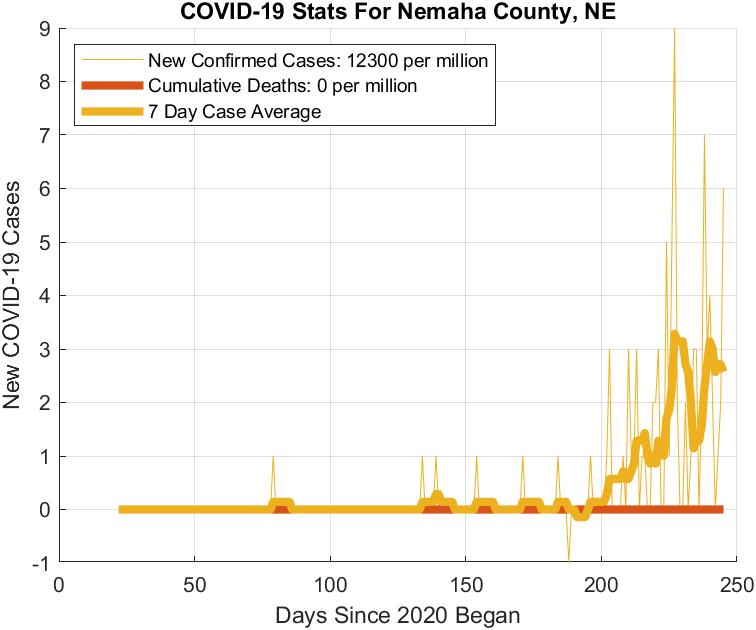 COVID-19 Stats For Nemaha County, NE
New Confirmed Cases: 12300 per million
Cumulative Deaths: 0 per million
7 Day Case Average
New COVID-19 Cases
9
8
7
6
5
4
3
2
1
0
-1
0 50 100 150 200 250
Days Since 2020 Began